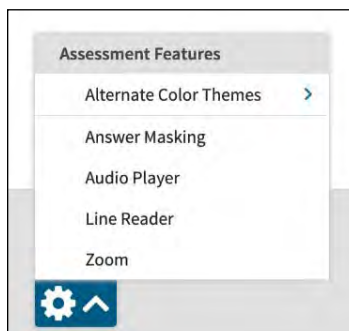 Assessment Features
Alternate Color Themes
Answer Masking
Audio Player
Line Reader
Zoom